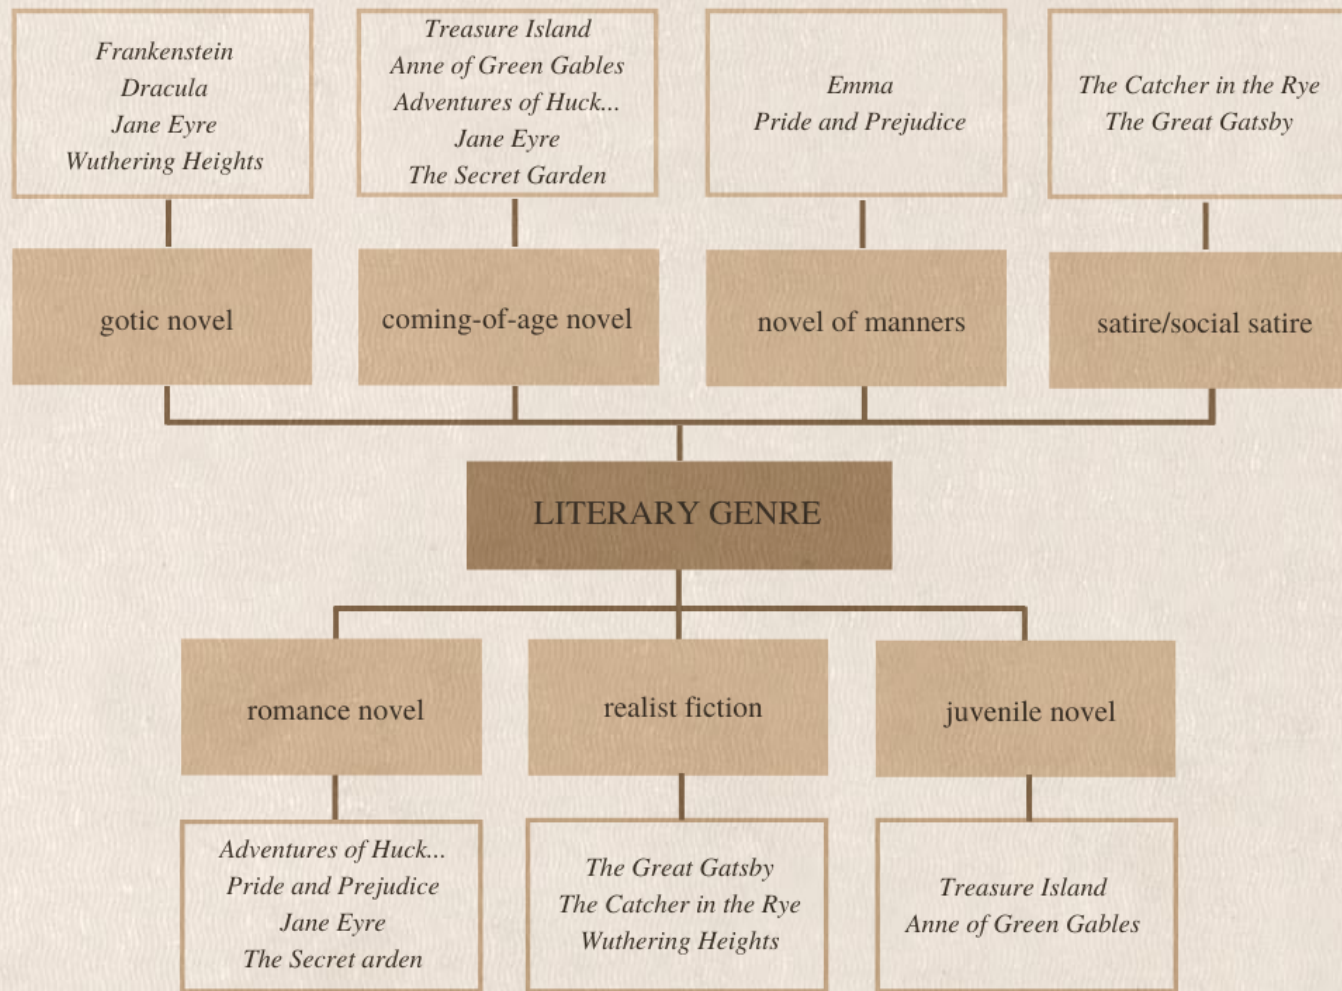 Frankenstein
Dracula
Jane Eyre
Wuthering Heights
Treasure Island
Anne of Green Gables
Adventures of Huck...
Jane Eyre
The Secret Garden
Emma
Pride and Prejudice
The Catcher in the Rye
The Great Gatsby
gotic novel
coming-of-age novel
novel of manners
satire/social satire
LITERARY GENRE
romance novel
realist fiction
juvenile novel
Adventures of Huck...
Pride and Prejudice
Jane Eyre
The Secret arden
The Great Gatsby
The Catcher in the Rye
Wuthering Heights
Treasure Island
Anne of Green Gables